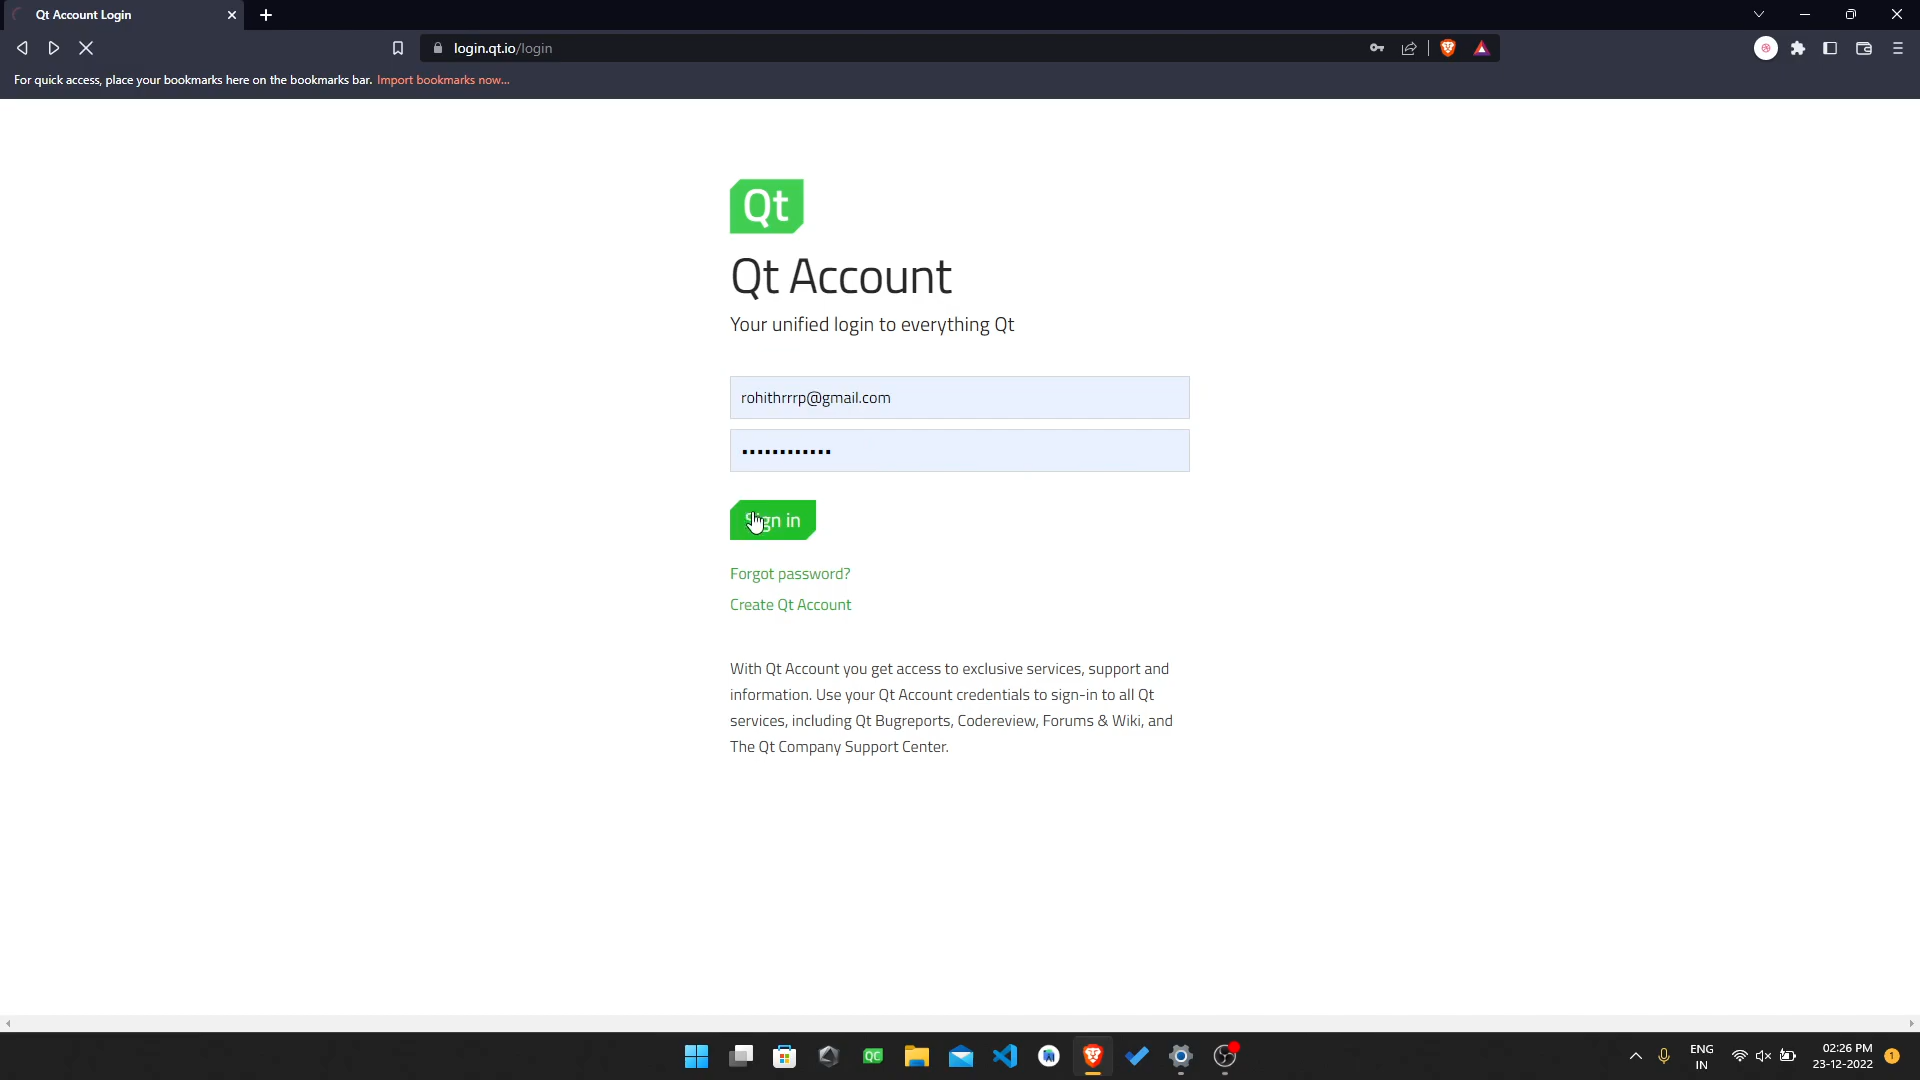 Qt Account Login
login.qt.io/login
For quick access, place your bookmarks here on the bookmarks bar. Import bookmarks now...
Qt
Qt Account
Your unified login to everything Qt
rohithrrrp@gmail.com
••••••••••••
Sign in
Forgot password?
Create Qt Account
With Qt Account you get access to exclusive services, support and
information. Use your Qt Account credentials to sign-in to all Qt
services, including Qt Bugreports, Codereview, Forums & Wiki, and
The Qt Company Support Center.
QC
ENG
IN
02:26 PM
23-12-2022
1